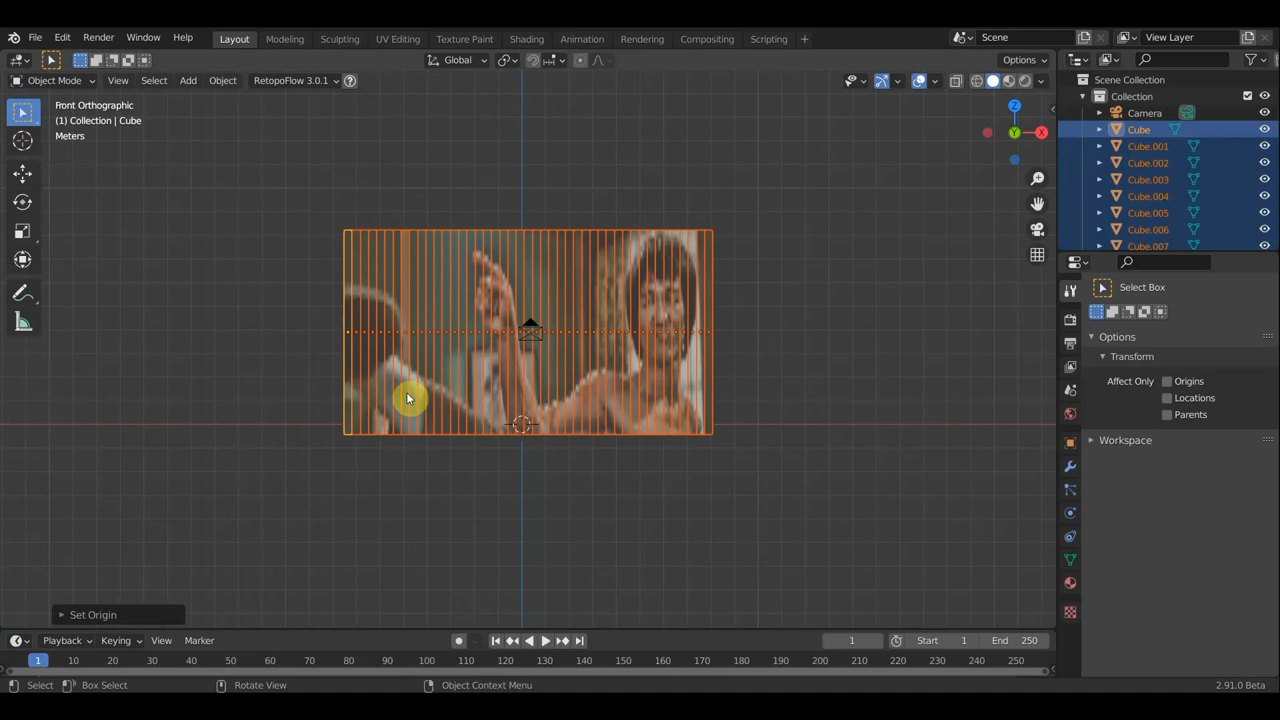 File Edit Render Window Help Layout Modeling Sculpting UV Editing Texture Paint Shading Animation Rendering Compositing Scripting + Scene View Layer
Global Options
Object Mode View Select Add Object RetopoFlow 3.0.1 Scene Collection
Front Orthographic
(1) Collection | Cube
Meters
Z
Y
X
Collection
Camera
Cube
Cube.001
Cube.002
Cube.003
Cube.004
Cube.005
Cube.006
Cube.007
Select Box
Options
Transform
Affect Only Origins
Locations
Parents
Workspace
Set Origin
Playback Keying View Marker 1 Start 1 End 250
1 10 20 30 40 50 60 70 80 90 100 110 120 130 140 150 160 170 180 190 200 210 220 230 240 250
Select Box Select Rotate View Object Context Menu 2.91.0 Beta